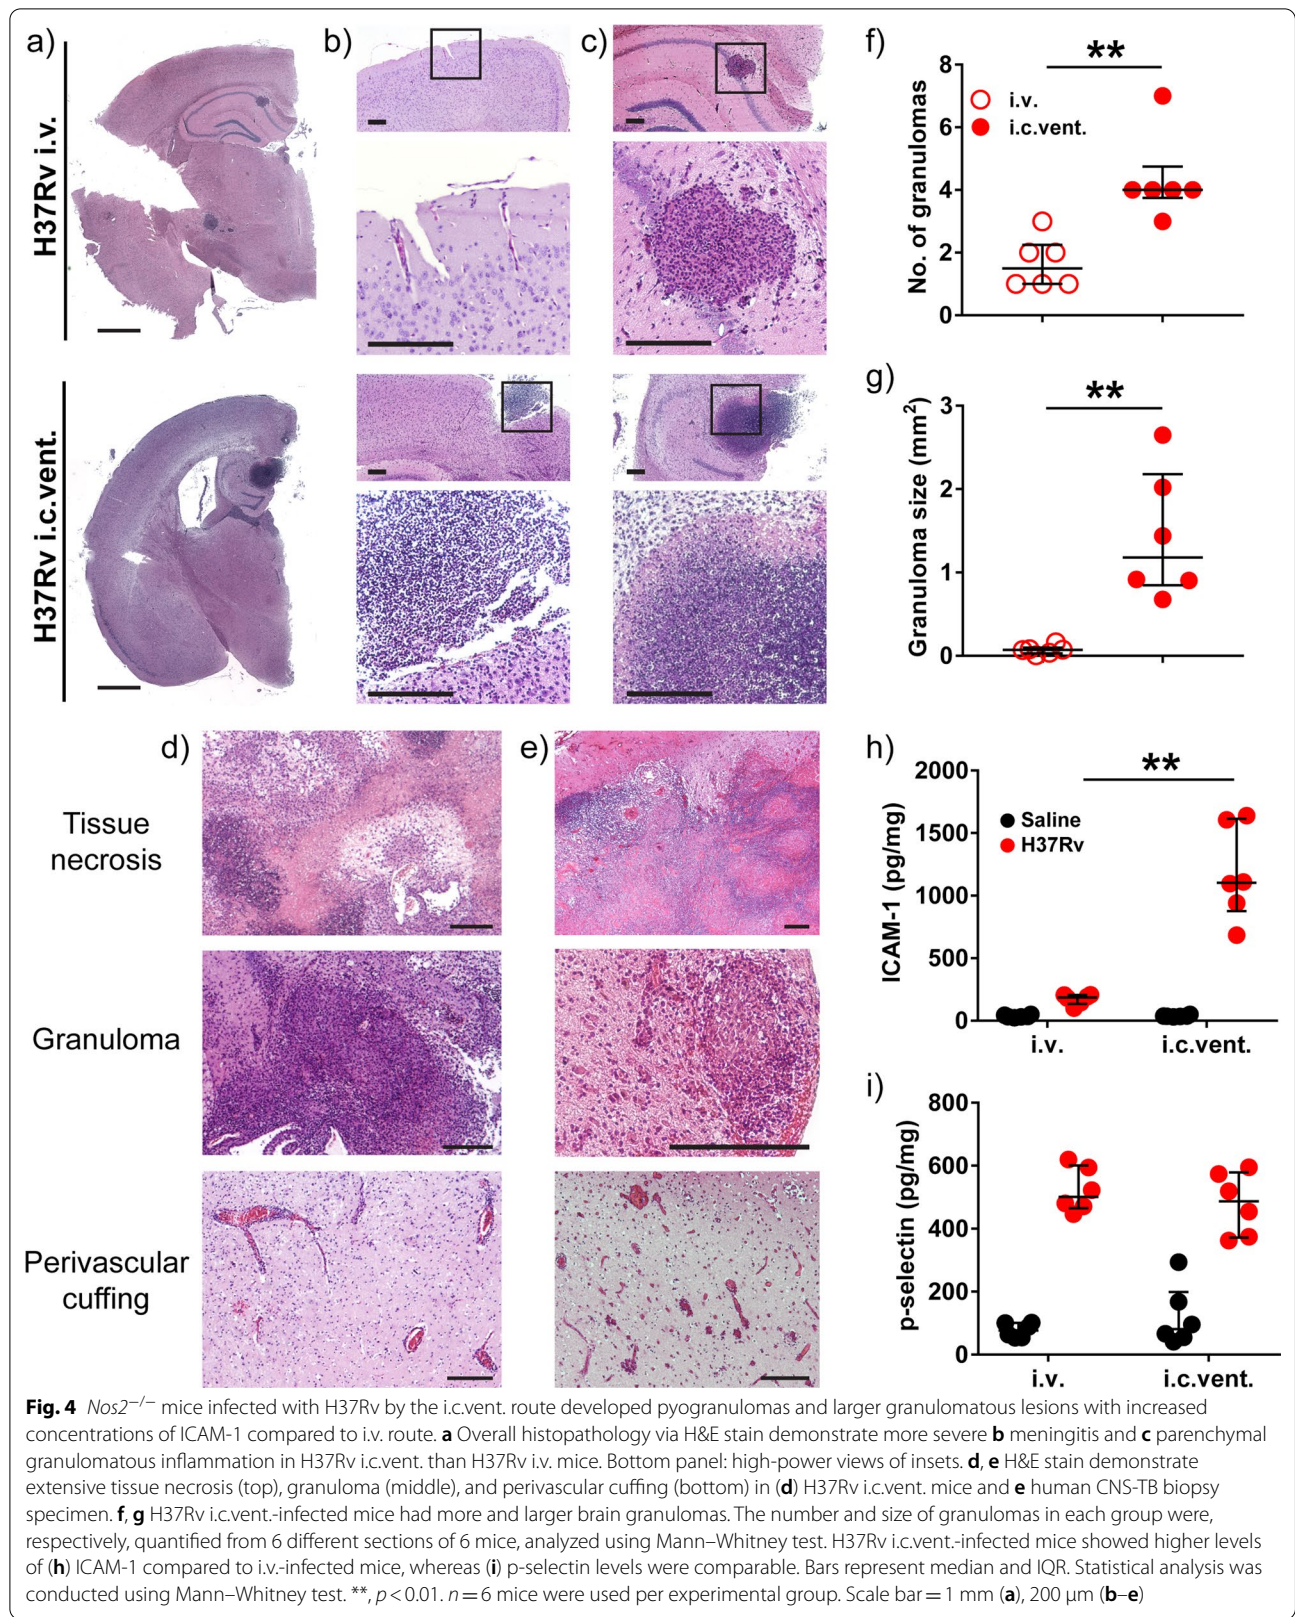 a)
b)
c)
f)
H37Rv i.v.
H37Rv i.c.vent.
**
8
6
4
2
0
No. of granulomas
i.v.
i.c.vent.
g)
**
3
2
1
0
Granuloma size (mm²)
d)
e)
Tissue
necrosis
Granuloma
Perivascular
cuffing
h)
**
2000
1500
1000
500
0
ICAM-1 (pg/mg)
Saline
H37Rv
i.v.
i.c.vent.
i)
800
600
400
200
0
p-selectin (pg/mg)
i.v.
i.c.vent.
Fig. 4 Nos2−/− mice infected with H37Rv by the i.c.vent. route developed pyogranulomas and larger granulomatous lesions with increased
concentrations of ICAM-1 compared to i.v. route. a Overall histopathology via H&E stain demonstrate more severe b meningitis and c parenchymal
granulomatous inflammation in H37Rv i.c.vent. than H37Rv i.v. mice. Bottom panel: high-power views of insets. d, e H&E stain demonstrate
extensive tissue necrosis (top), granuloma (middle), and perivascular cuffing (bottom) in (d) H37Rv i.c.vent. mice and e human CNS-TB biopsy
specimen. f, g H37Rv i.c.vent.-infected mice had more and larger brain granulomas. The number and size of granulomas in each group were,
respectively, quantified from 6 different sections of 6 mice, analyzed using Mann–Whitney test. H37Rv i.c.vent.-infected mice showed higher levels
of (h) ICAM-1 compared to i.v.-infected mice, whereas (i) p-selectin levels were comparable. Bars represent median and IQR. Statistical analysis was
conducted using Mann–Whitney test. **, p < 0.01. n = 6 mice were used per experimental group. Scale bar = 1 mm (a), 200 μm (b–e)